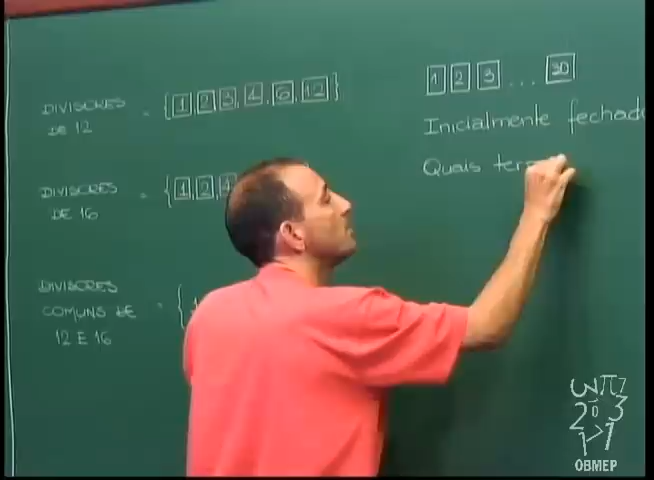 DIVISORES
DE 12 = {1, 2, 3, 4, 6, 12}
DIVISORES
DE 16 = {1, 2, 4
DIVISORES
COMUNS DE = {
12 E 16
1 2 3 ... 30
Inicialmente fechad
Quais ter
OBMEP